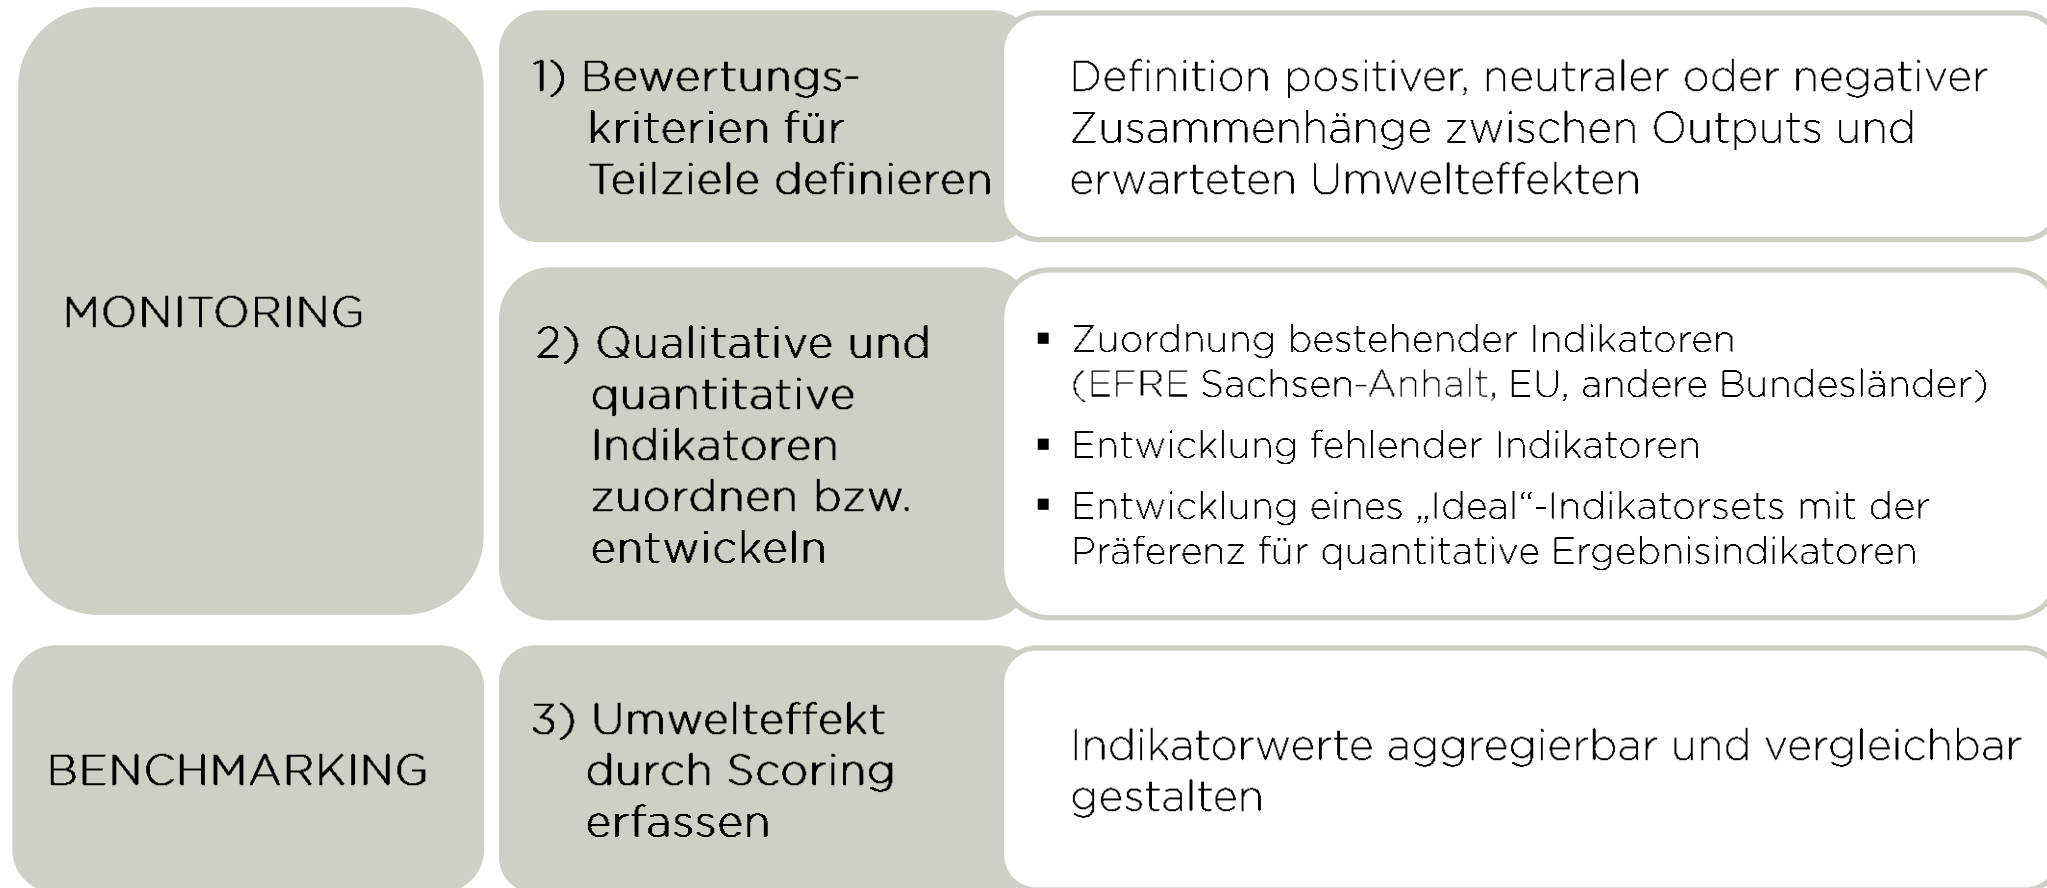 MONITORING
1) Bewertungs-
kriterien für
Teilziele definieren
Definition positiver, neutraler oder negativer
Zusammenhänge zwischen Outputs und
erwarteten Umwelteffekten
2) Qualitative und
quantitative
Indikatoren
zuordnen bzw.
entwickeln
▪ Zuordnung bestehender Indikatoren
(EFRE Sachsen-Anhalt, EU, andere Bundesländer)
▪ Entwicklung fehlender Indikatoren
▪ Entwicklung eines „Ideal“-Indikatorsets mit der
Präferenz für quantitative Ergebnisindikatoren
BENCHMARKING
3) Umwelteffekt
durch Scoring
erfassen
Indikatorwerte aggregierbar und vergleichbar
gestalten